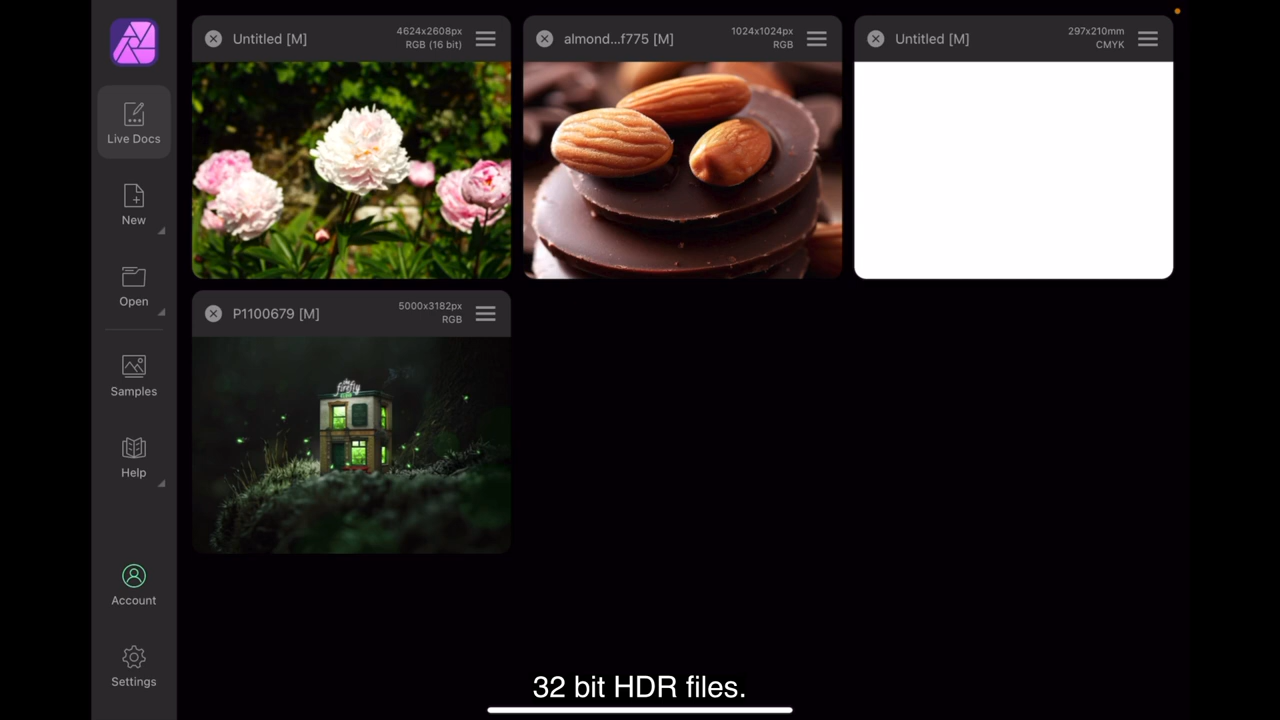 Untitled [M]
4624x2608px
RGB (16 bit)
almond...f775 [M]
1024x1024px
RGB
Untitled [M]
297x210mm
CMYK
Live Docs
New
Open
Samples
Help
Account
Settings
P1100679 [M]
5000x3182px
RGB
firefly
32 bit HDR files.